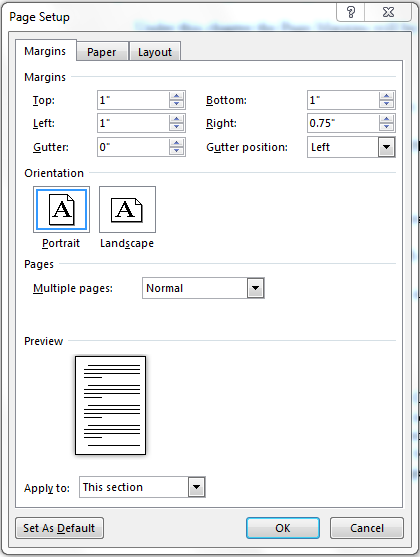 Page Setup
Margins Paper Layout
Margins
Top: 1" Bottom: 1"
Left: 1" Right: 0.75"
Gutter: 0" Gutter position: Left
Orientation
A A
Portrait Landscape
Pages
Multiple pages: Normal
Preview
Apply to: This section
Set As Default OK Cancel